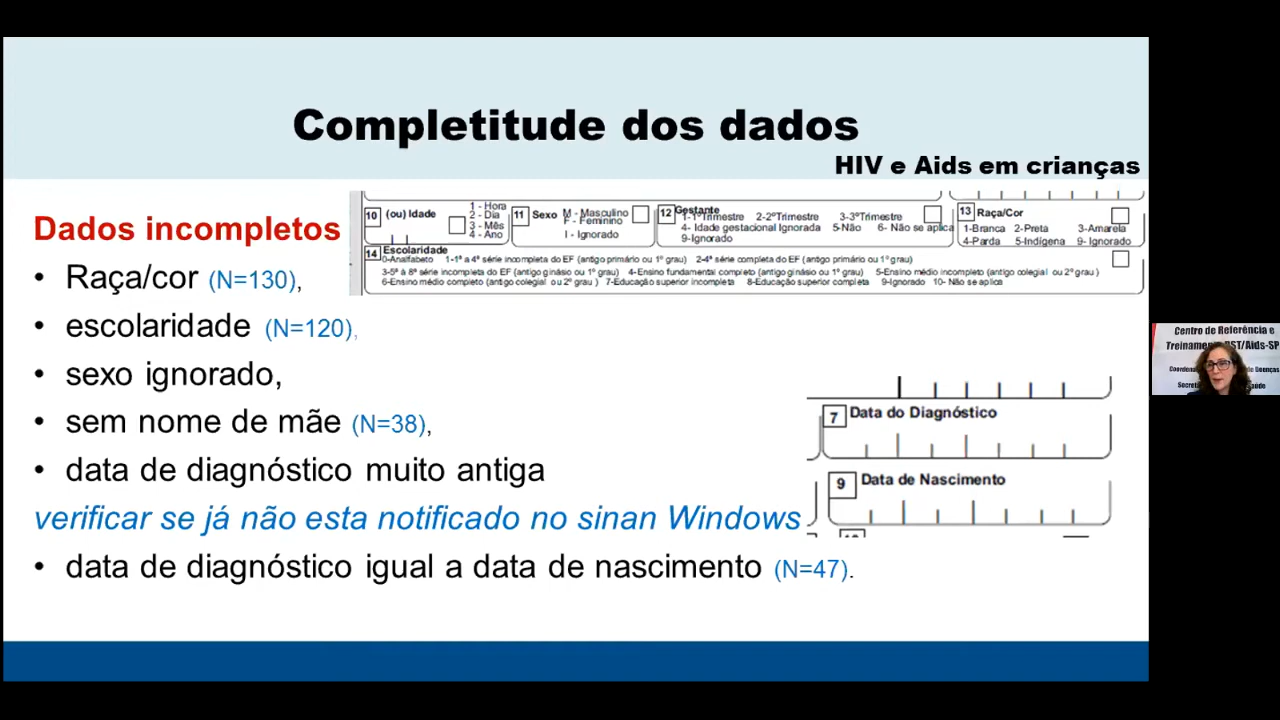 Completitude dos dados
HIV e Aids em crianças
Dados incompletos
• Raça/cor (N=130),
• escolaridade (N=120),
• sexo ignorado,
• sem nome de mãe (N=38),
• data de diagnóstico muito antiga
verificar se já não esta notificado no sinan Windows
• data de diagnóstico igual a data de nascimento (N=47).
10 (ou) Idade
1 - Hora
2 - Dia
3 - Mês
4 - Ano
11 Sexo M - Masculino
F - Feminino
I - Ignorado
12 Gestante
1-1ºTrimestre 2-2ºTrimestre 3-3ºTrimestre
4- Idade gestacional Ignorada 5-Não 6- Não se aplica
9-Ignorado
13 Raça/Cor
1-Branca 2-Preta 3-Amarela
4-Parda 5-Indígena 9- Ignorado
14 Escolaridade
0-Analfabeto 1-1ª a 4ª série incompleta do EF (antigo primário ou 1º grau) 2-4ª série completa do EF (antigo primário ou 1º grau)
3-5ª à 8ª série incompleta do EF (antigo ginásio ou 1º grau) 4-Ensino fundamental completo (antigo ginásio ou 1º grau) 5-Ensino médio incompleto (antigo colegial ou 2º grau )
6-Ensino médio completo (antigo colegial ou 2º grau ) 7-Educação superior incompleta 8-Educação superior completa 9-Ignorado 10- Não se aplica
7 Data do Diagnóstico
9 Data de Nascimento
Centro de Referência e
DST/Aids-SP